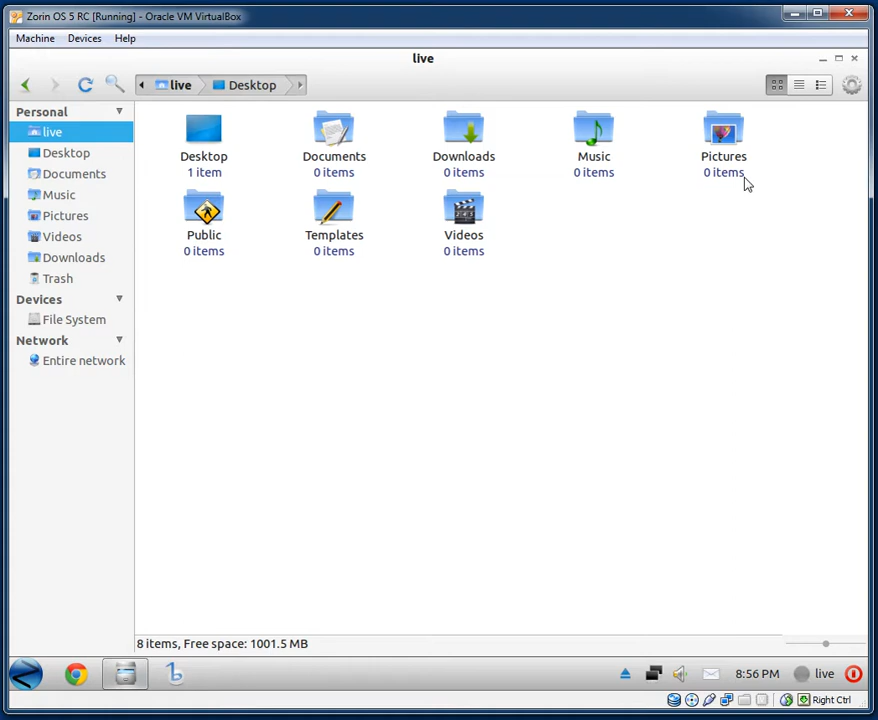 Zorin OS 5 RC [Running] - Oracle VM VirtualBox
Machine Devices Help
live
live Desktop
Personal
live
Desktop
Documents
Music
Pictures
Videos
Downloads
Trash
Devices
File System
Network
Entire network
Desktop Documents Downloads Music Pictures
1 item 0 items 0 items 0 items 0 items
Public Templates Videos
0 items 0 items 0 items
8 items, Free space: 1001.5 MB
8:56 PM live
Right Ctrl